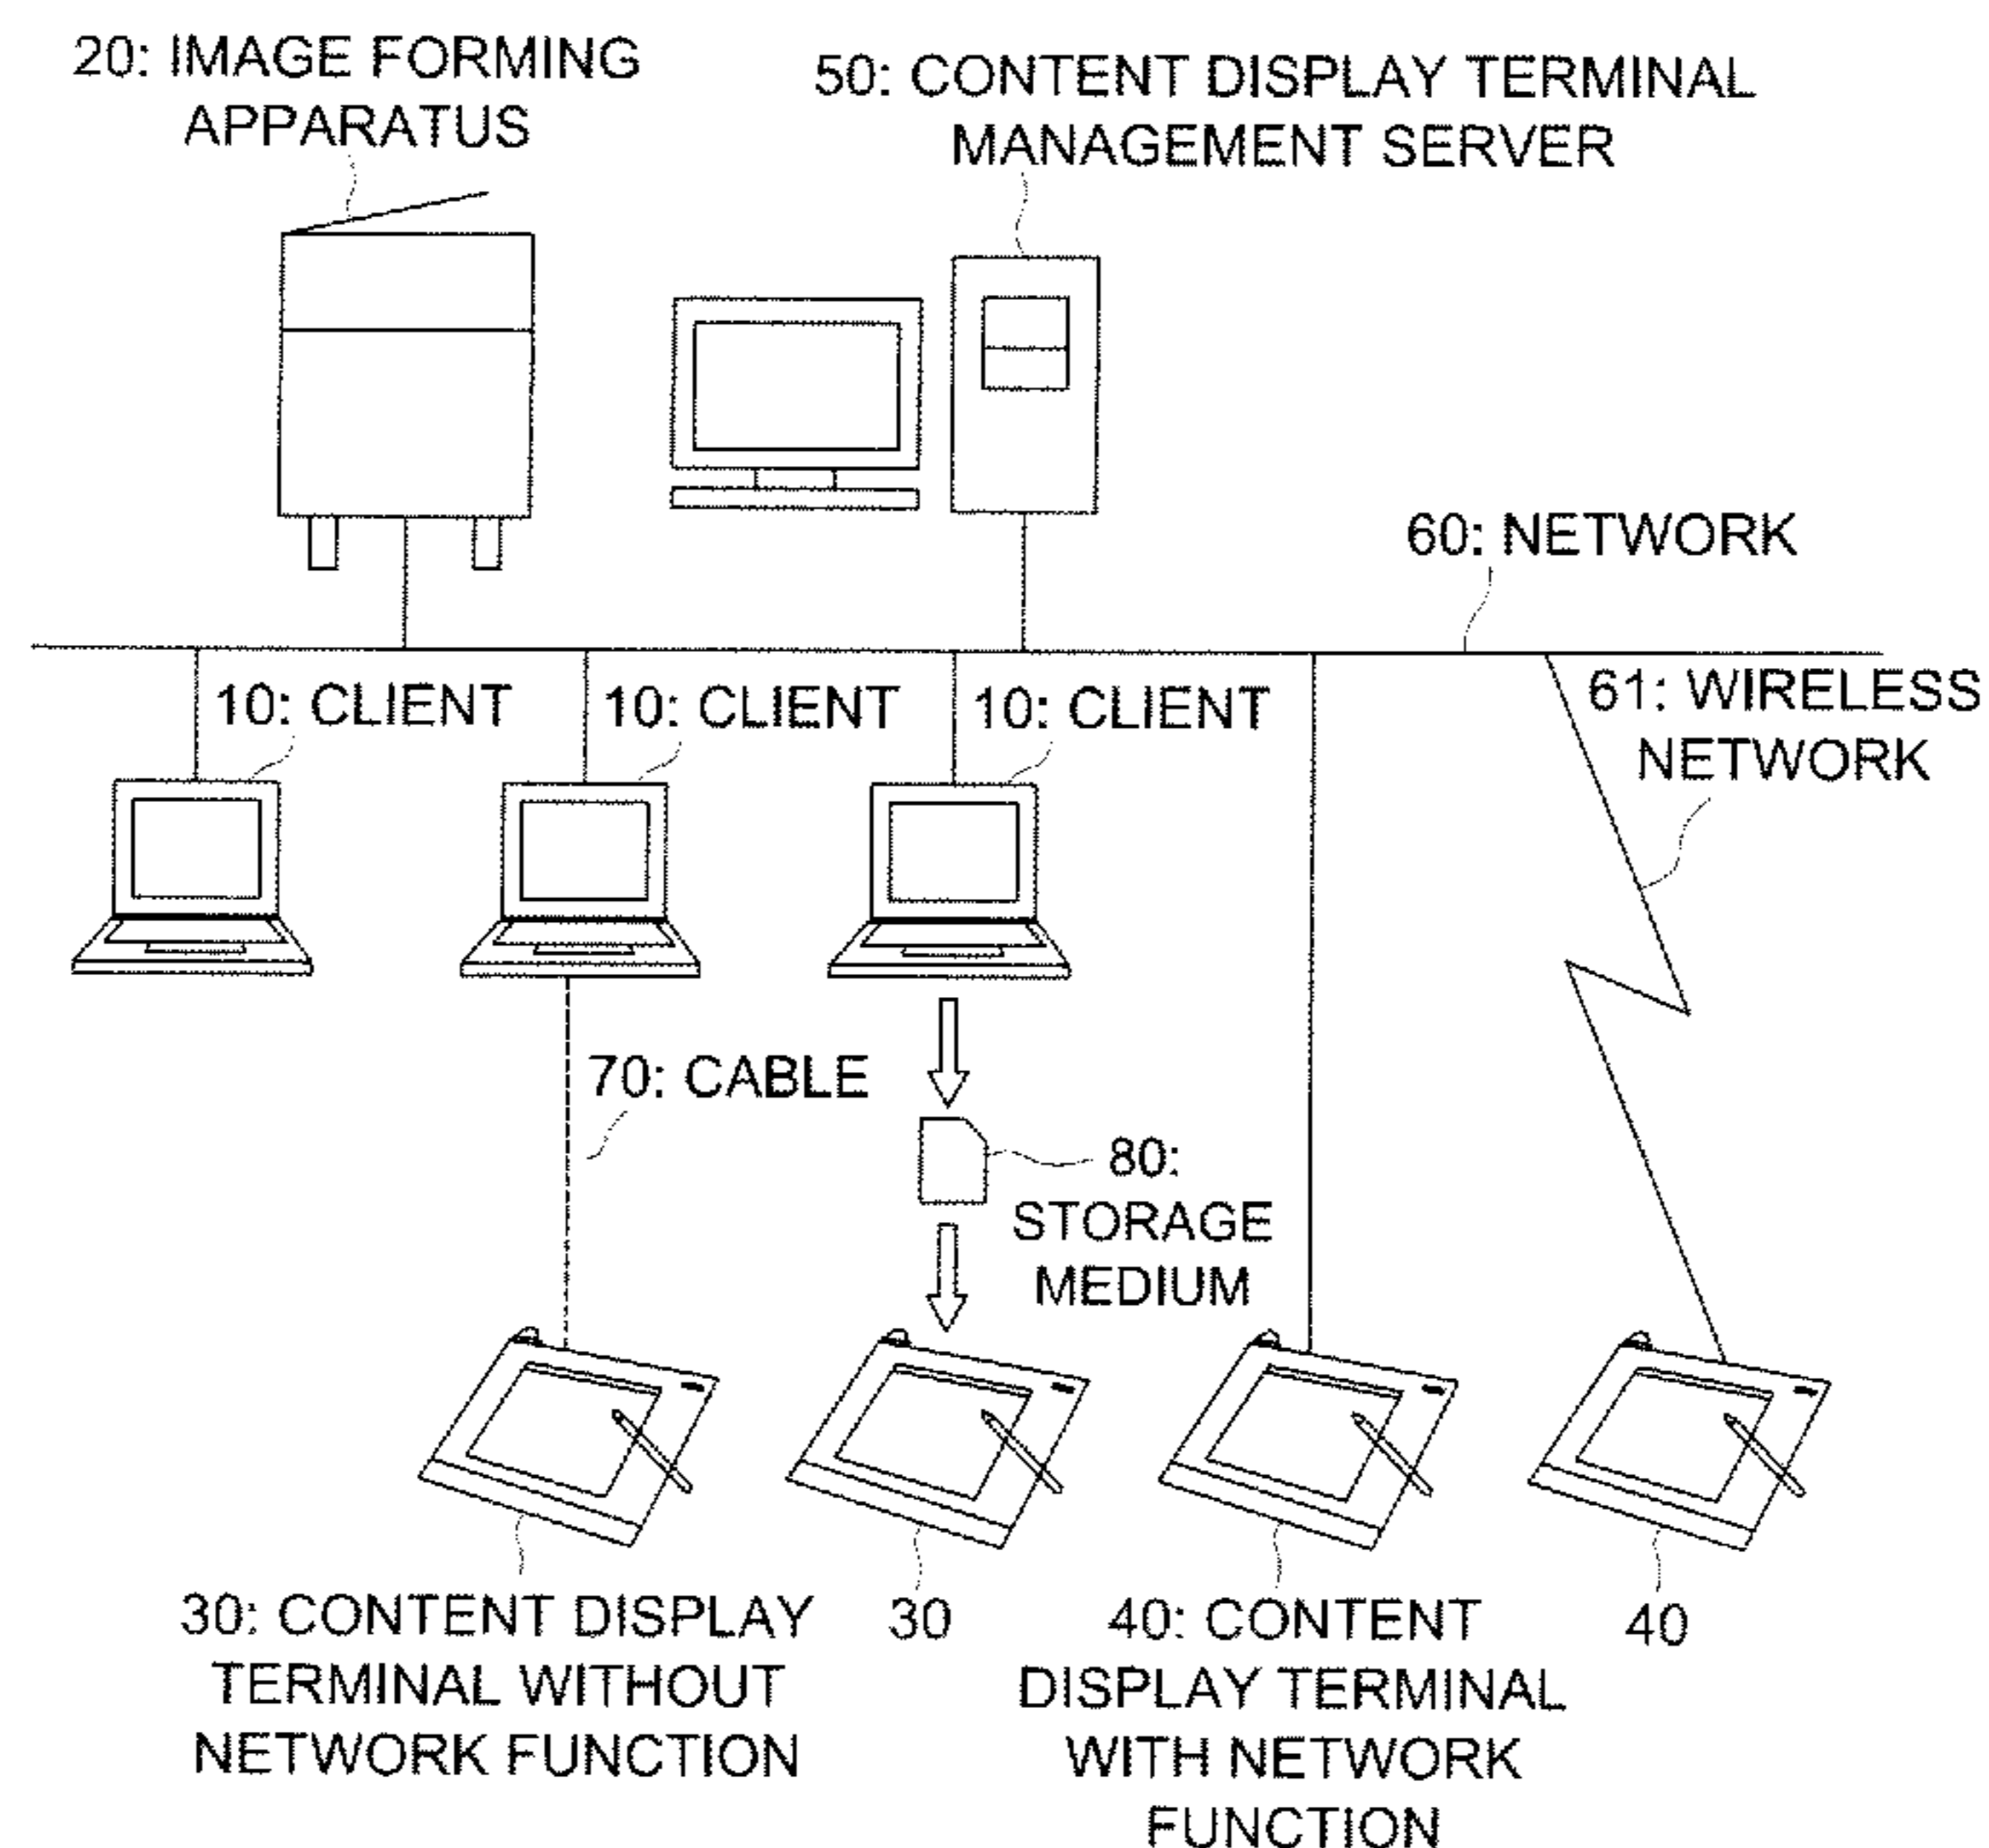 20: IMAGE FORMING
APPARATUS
50: CONTENT DISPLAY TERMINAL
MANAGEMENT SERVER
60: NETWORK
10: CLIENT
10: CLIENT
10: CLIENT
61: WIRELESS
NETWORK
70: CABLE
80:
STORAGE
MEDIUM
30: CONTENT DISPLAY
TERMINAL WITHOUT
NETWORK FUNCTION
30
40: CONTENT
DISPLAY TERMINAL
WITH NETWORK
FUNCTION
40